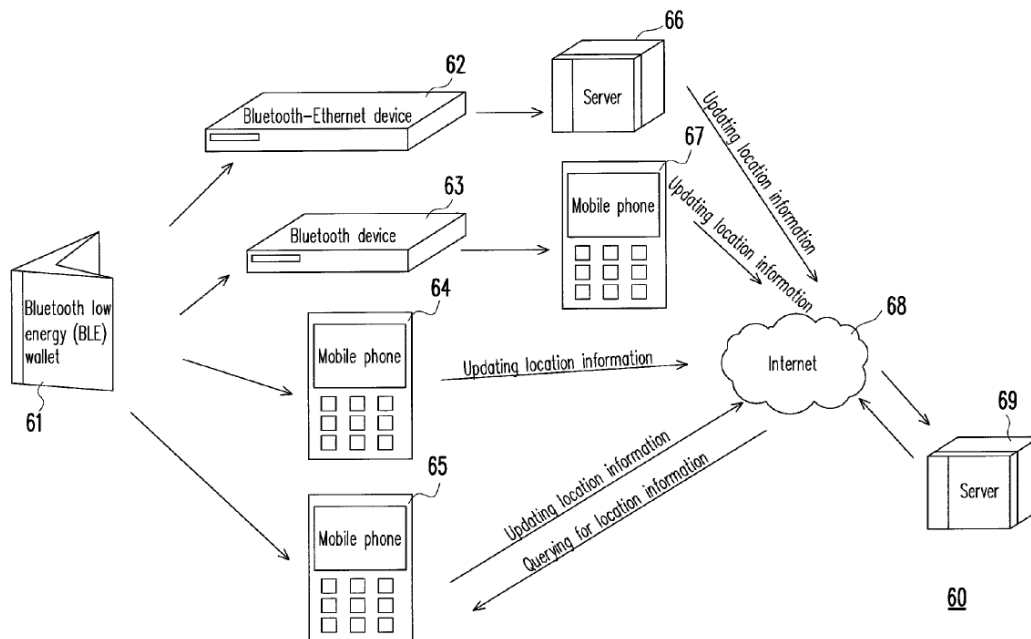 66
62
Server
Bluetooth-Ethernet device
Updating location information
67
63
Mobile phone
Updating location information
Bluetooth device
Bluetooth low
energy (BLE)
wallet
61
64
Mobile phone
Updating location information
68
Internet
69
Server
65
Mobile phone
Updating location information
Querying for location information
60